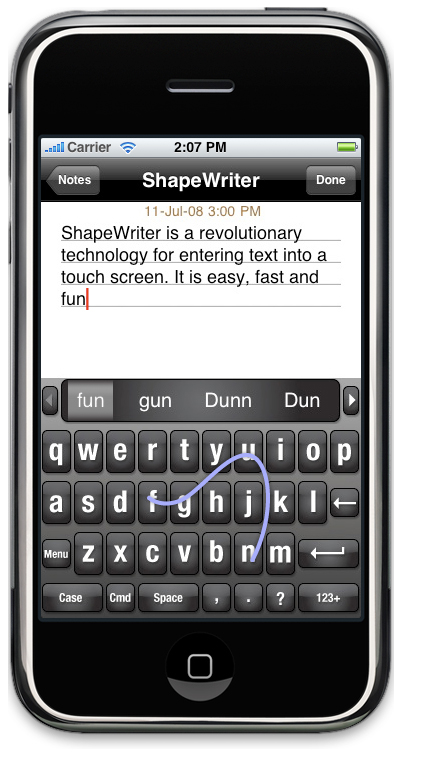 Carrier 2:07 PM
Notes ShapeWriter Done
11-Jul-08 3:00 PM
ShapeWriter is a revolutionary
technology for entering text into a
touch screen. It is easy, fast and
fun
fun gun Dunn Dun
q w e r t y u i o p
a s d f g h j k l ←
Menu z x c v b n m
Case Cmd Space , . ? 123+